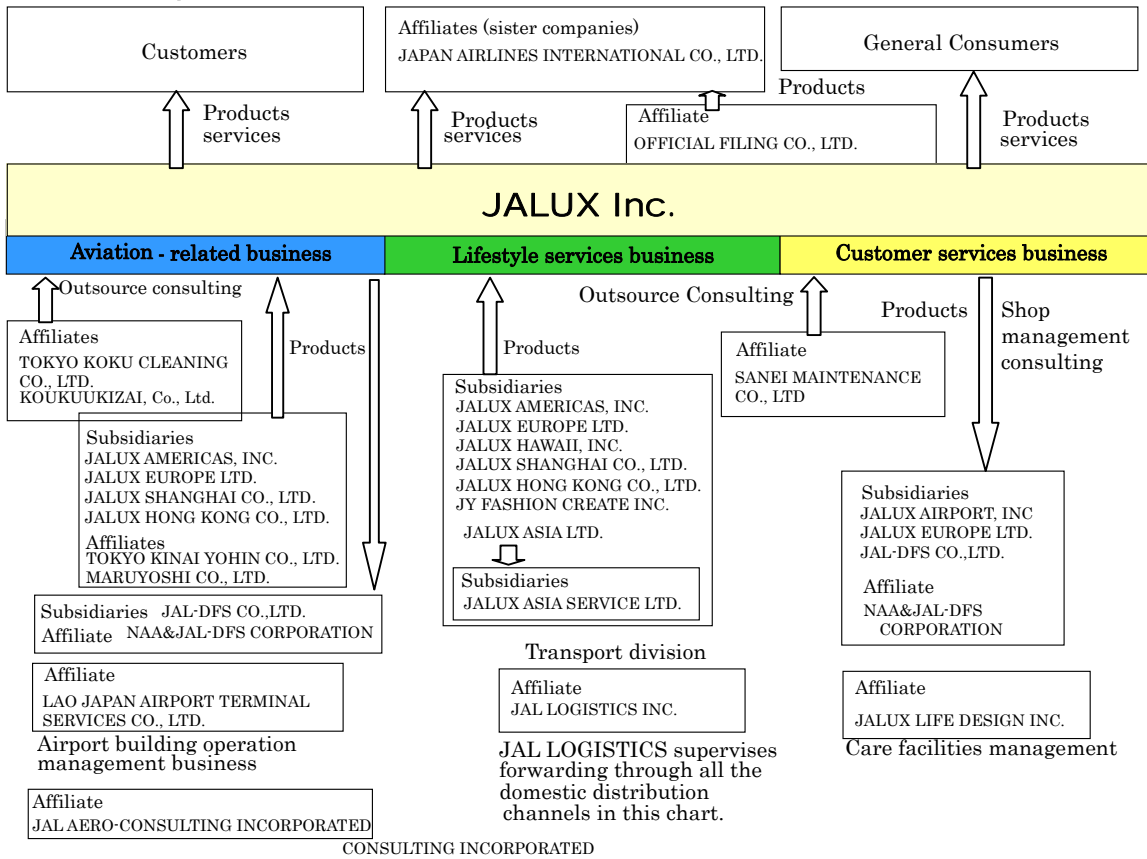 Customers
Affiliates (sister companies)
JAPAN AIRLINES INTERNATIONAL CO., LTD.
General Consumers
Products
services
Products
services
Products
Affiliate
OFFICIAL FILING CO., LTD.
Products
services
JALUX Inc.
Aviation - related business
Lifestyle services business
Customer services business
Outsource consulting
Affiliates
TOKYO KOKU CLEANING
CO., LTD.
KOUKUUKIZAI, Co., Ltd.
Products
Subsidiaries
JALUX AMERICAS, INC.
JALUX EUROPE LTD.
JALUX SHANGHAI CO., LTD.
JALUX HONG KONG CO., LTD.
Affiliates
TOKYO KINAI YOHIN CO., LTD.
MARUYOSHI CO., LTD.
Subsidiaries JAL-DFS CO.,LTD.
Affiliate NAA&JAL-DFS CORPORATION
Affiliate
LAO JAPAN AIRPORT TERMINAL
SERVICES CO., LTD.
Airport building operation
management business
Affiliate
JAL AERO-CONSULTING INCORPORATED
CONSULTING INCORPORATED
Products
Subsidiaries
JALUX AMERICAS, INC.
JALUX EUROPE LTD.
JALUX HAWAII, INC.
JALUX SHANGHAI CO., LTD.
JALUX HONG KONG CO., LTD.
JY FASHION CREATE INC.
JALUX ASIA LTD.
Subsidiaries
JALUX ASIA SERVICE LTD.
Transport division
Affiliate
JAL LOGISTICS INC.
JAL LOGISTICS supervises
forwarding through all the
domestic distribution
channels in this chart.
Outsource Consulting
Affiliate
SANEI MAINTENANCE
CO., LTD
Products
Shop
management
consulting
Subsidiaries
JALUX AIRPORT, INC
JALUX EUROPE LTD.
JAL-DFS CO.,LTD.
Affiliate
NAA&JAL-DFS
CORPORATION
Affiliate
JALUX LIFE DESIGN INC.
Care facilities management